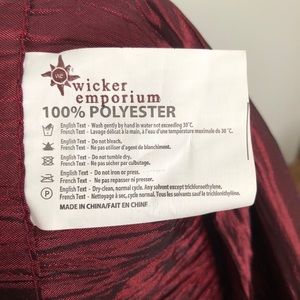 WE
wicker
emporium
100% POLYESTER
English Text - Wash gently by hand in water not exceeding 30°C.
French Text - Lavage délicat à la main, à l'eau d'une température maximale du 30 °C.
English Text - Do not bleach.
French Text - Ne pas utiliser d'agent de blanchiment.
English Text - Do not tumble dry.
French Text - Ne pas sécher par culbutage.
English Text - Do not iron or press.
French Text - Ne pas repasser ni presser.
English Text - Dry-clean, normal cycle. Any solvent except trichloroethylene.
French Text - Nettoyage à sec, cycle normal. Tous les solvants sauf le trichloréthylène.
MADE IN CHINA/FAIT EN CHINE